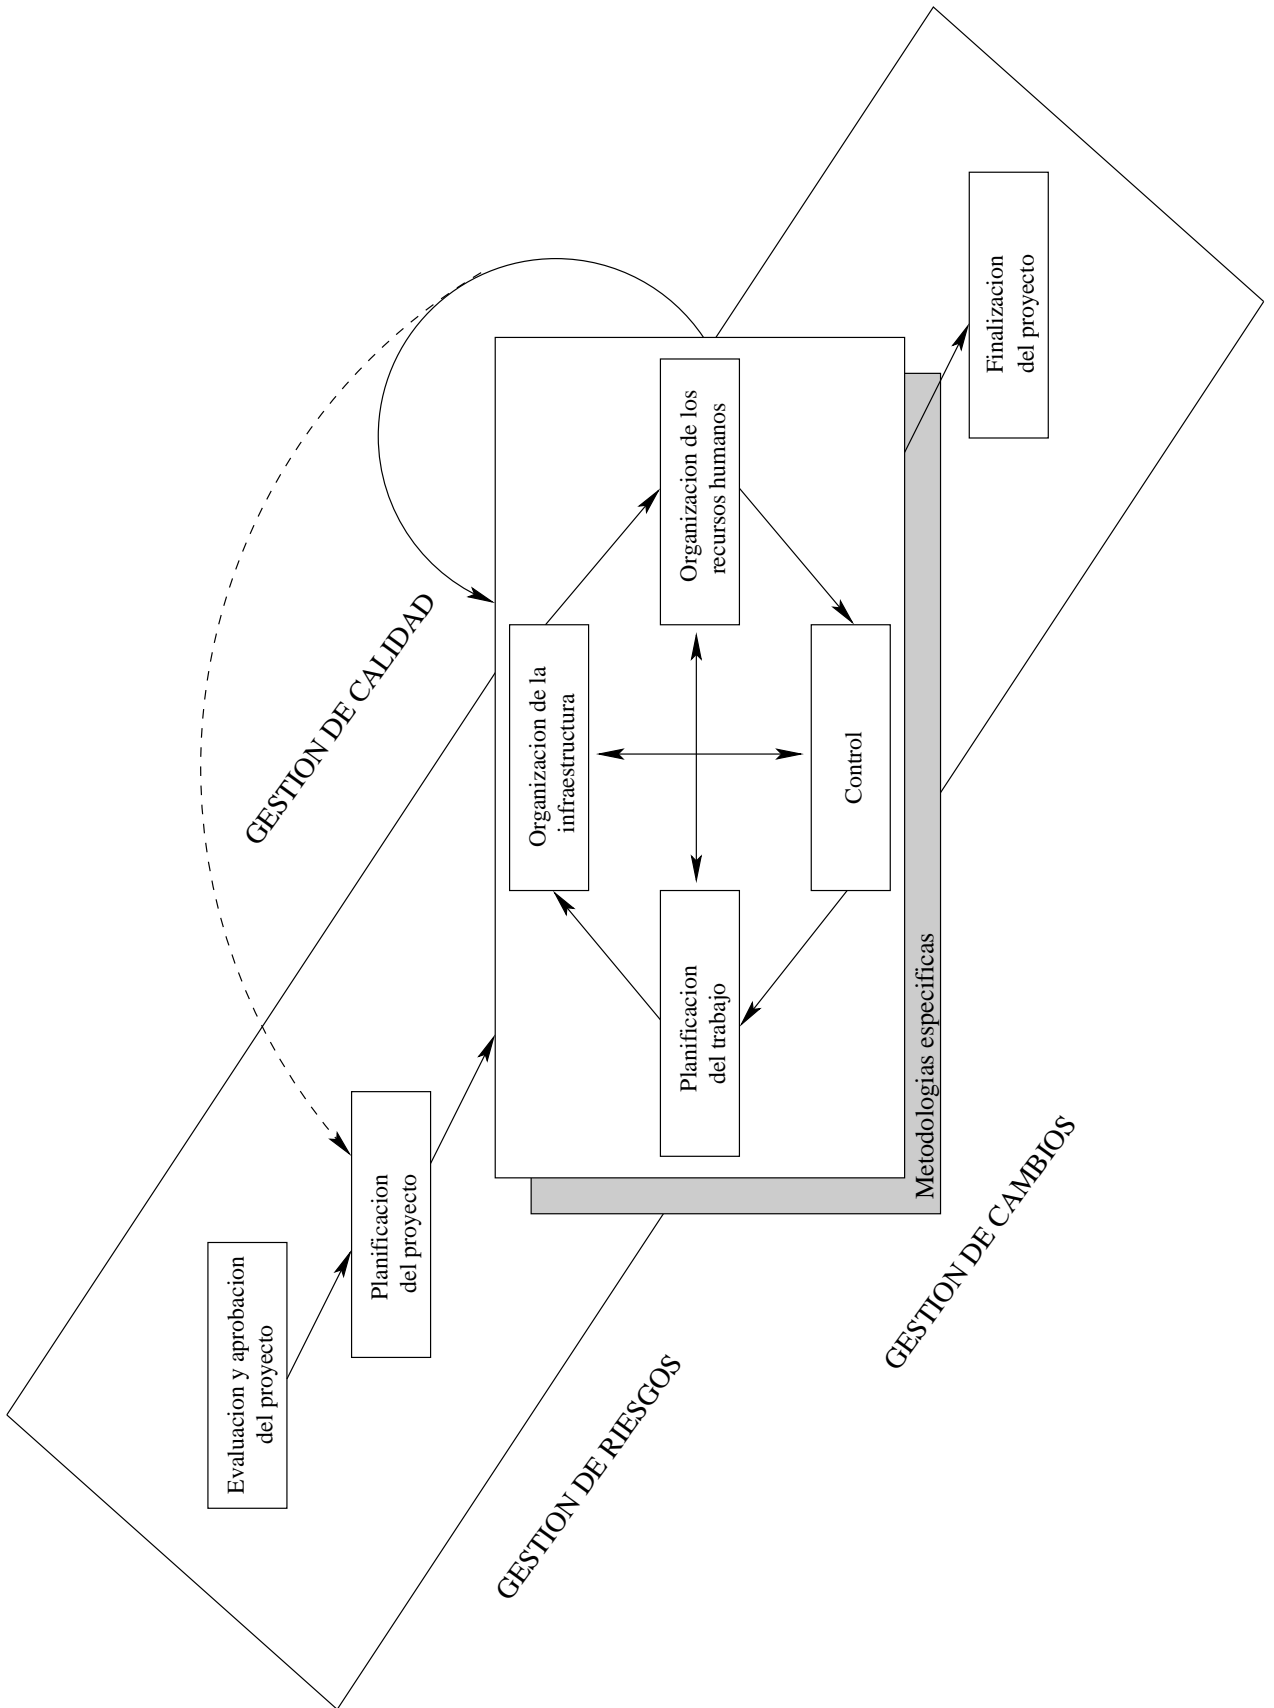 Evaluacion y aprobacion
del proyecto
Planificacion
del proyecto
GESTION DE CALIDAD
Organizacion de la
infraestructura
Planificacion
del trabajo
Organizacion de los
recursos humanos
Control
Metodologias especificas
Finalizacion
del proyecto
GESTION DE RIESGOS
GESTION DE CAMBIOS